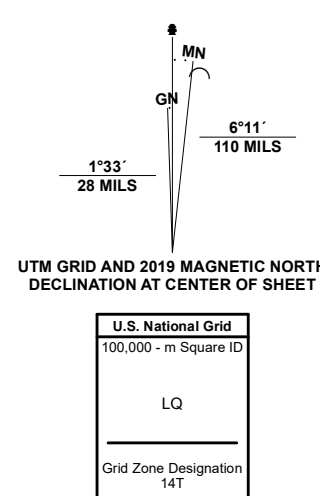 MN
GN
6°11´
110 MILS
1°33´
28 MILS
UTM GRID AND 2019 MAGNETIC NORTH
DECLINATION AT CENTER OF SHEET
U.S. National Grid
100,000 - m Square ID
LQ
Grid Zone Designation
14T